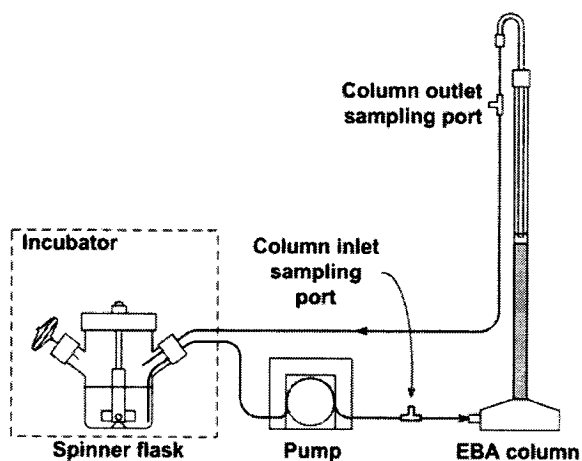 Column outlet
sampling port
Incubator
Column inlet
sampling
port
Spinner flask
Pump
EBA column